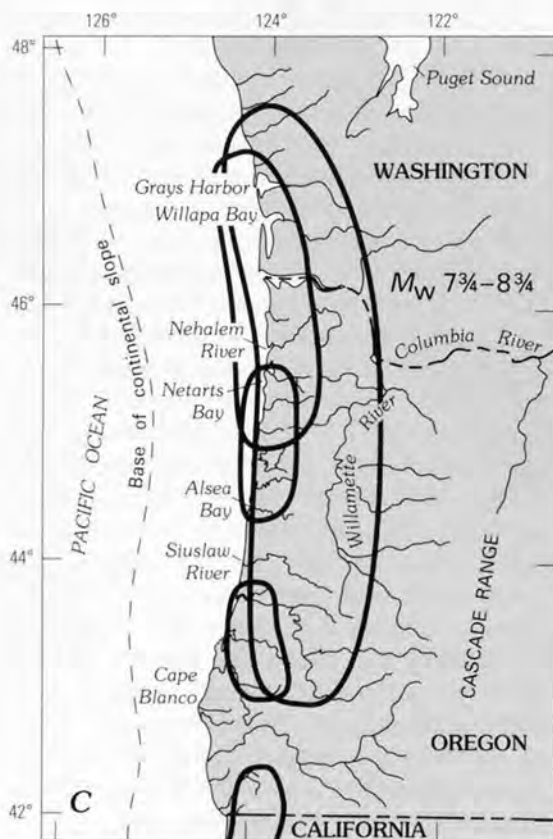 126°
124°
122°
48°
Puget Sound
WASHINGTON
Grays Harbor
Willapa Bay
46°
M_W 7¾–8¾
Base of continental slope
Columbia River
Nehalem
River
Netarts
Bay
PACIFIC OCEAN
Willamette River
Alsea
Bay
Siuslaw
River
44°
CASCADE RANGE
Cape
Blanco
OREGON
C
42°
CALIFORNIA